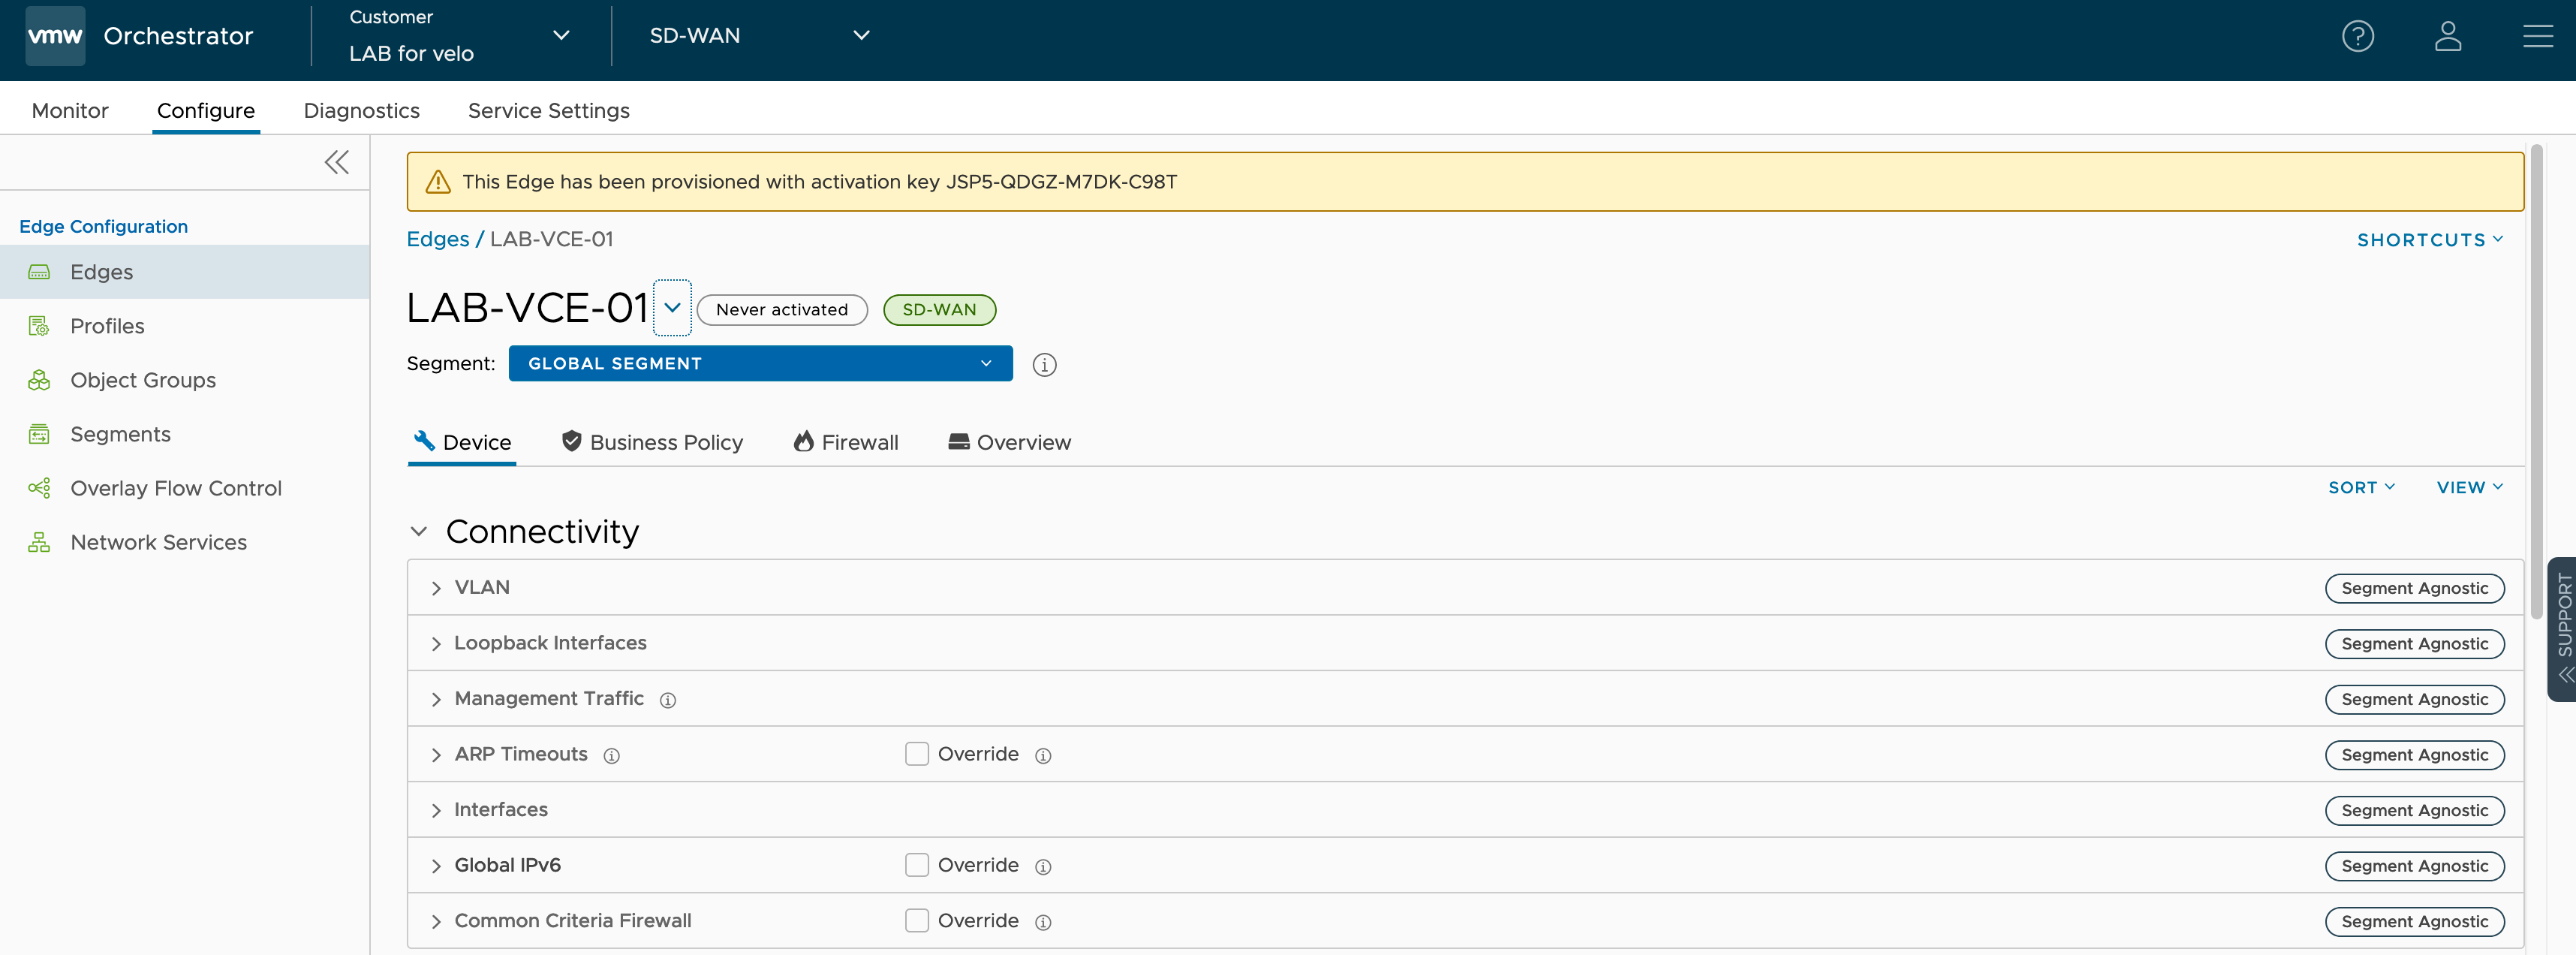 vmw Orchestrator
Customer
LAB for velo
SD-WAN
?
Monitor Configure Diagnostics Service Settings
Edge Configuration
Edges
Profiles
Object Groups
Segments
Overlay Flow Control
Network Services
This Edge has been provisioned with activation key JSP5-QDGZ-M7DK-C98T
Edges / LAB-VCE-01
SHORTCUTS
LAB-VCE-01 Never activated SD-WAN
Segment: GLOBAL SEGMENT
Device Business Policy Firewall Overview
SORT VIEW
Connectivity
VLAN Segment Agnostic
Loopback Interfaces Segment Agnostic
Management Traffic Segment Agnostic
ARP Timeouts Override Segment Agnostic
Interfaces Segment Agnostic
Global IPv6 Override Segment Agnostic
Common Criteria Firewall Override Segment Agnostic
SUPPORT